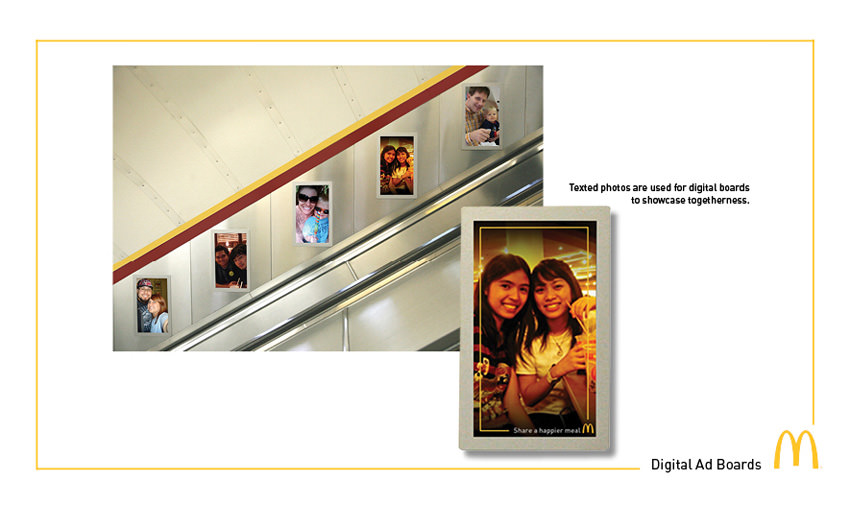 Texted photos are used for digital boards
to showcase togetherness.
Share a happier meal
Digital Ad Boards